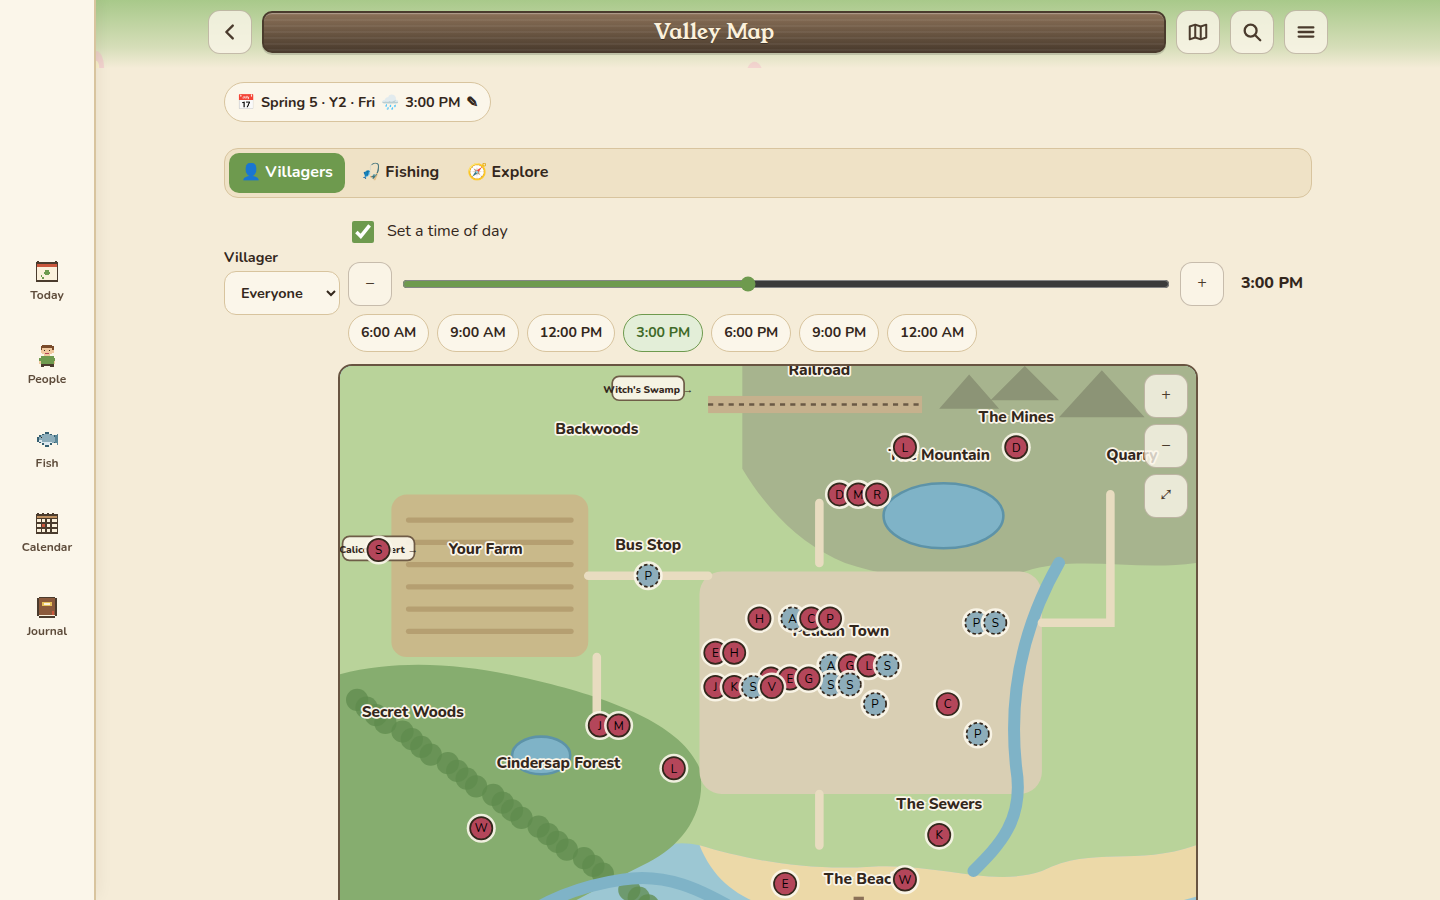 Valley Map
📅 Spring 5 · Y2 · Fri 🌧️ 3:00 PM ✎
👤 Villagers
🎣 Fishing
🧭 Explore
Set a time of day
Villager
Everyone
−
+
3:00 PM
6:00 AM
9:00 AM
12:00 PM
3:00 PM
6:00 PM
9:00 PM
12:00 AM
Today
People
Fish
Calendar
Journal
Railroad
Witch's Swamp →
+
The Mines
Backwoods
L
D
Mountain
Quarry
−
⤢
D M R
Bus Stop
S
Your Farm
P
H A C P
P S
Town
E H
A G L S
J K S V E G S S
P
C
Secret Woods
J M
P
Cindersap Forest
L
The Sewers
W
K
E
The
W